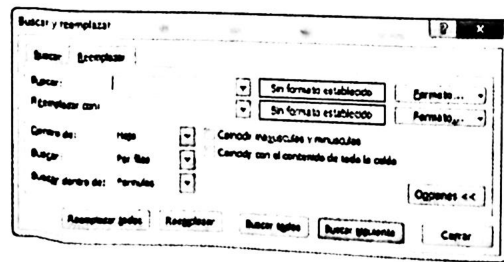 Buscar y reemplazar
Buscar Reemplazar
Buscar: Sin formato establecido Formato...
Reemplazar con: Sin formato establecido Formato...
Dentro de: Hoja Coincidir mayúsculas y minúsculas
Buscar: Por filas Coincidir con el contenido de toda la celda
Buscar dentro de: Fórmulas
Opciones <<
Reemplazar todos Reemplazar Buscar todos Buscar siguiente Cerrar